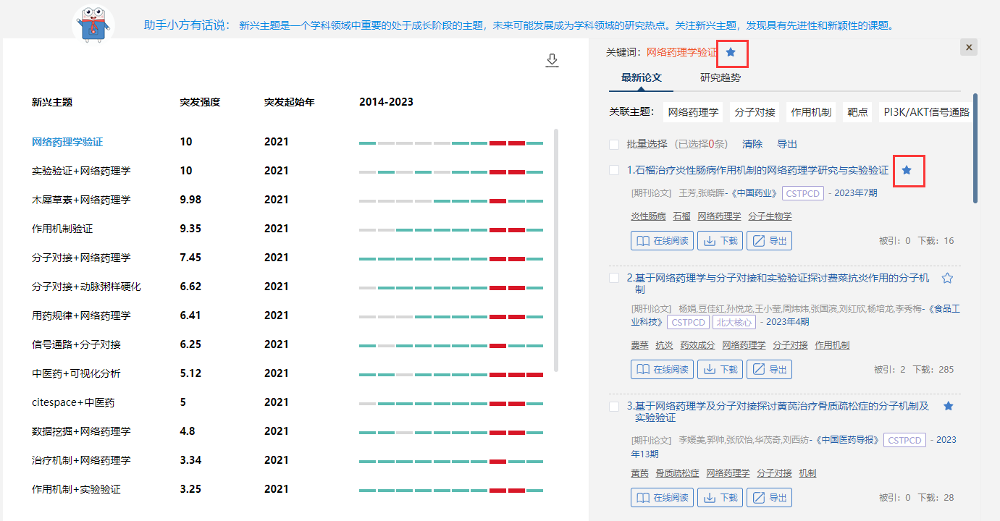 助手小方有话说： 新兴主题是一个学科领域中重要的处于成长阶段的主题，未来可能发展成为学科领域的研究热点。关注新兴主题，发现具有先进性和新颖性的课题。
新兴主题 突发强度 突发起始年 2014-2023
网络药理学验证 10 2021
实验验证+网络药理学 10 2021
木犀草素+网络药理学 9.98 2021
作用机制验证 9.35 2021
分子对接+网络药理学 7.45 2021
分子对接+动脉粥样硬化 6.62 2021
用药规律+网络药理学 6.41 2021
信号通路+分子对接 6.25 2021
中医药+可视化分析 5.12 2021
citespace+中医药 5 2021
数据挖掘+网络药理学 4.8 2021
治疗机制+网络药理学 3.34 2021
作用机制+实验验证 3.25 2021
关键词：网络药理学验证
x
最新论文 研究趋势
关联主题： 网络药理学 分子对接 作用机制 靶点 PI3K/AKT信号通路
批量选择 (已选择0条) 清除 导出
1.石榴治疗炎性肠病作用机制的网络药理学研究与实验验证
[期刊论文] 王芳,张晓晖-《中国药业》 CSTPCD - 2023年7期
炎性肠病 石榴 网络药理学 分子生物学
在线阅读 下载 导出 被引：0 下载：16
2.基于网络药理学与分子对接和实验验证探讨费菜抗炎作用的分子机
制
[期刊论文] 杨娟,豆佳红,孙悦龙,王小莹,周炜炜,张国滨,刘红欣,杨培龙,李秀梅-《食品工
业科技》 CSTPCD 北大核心 - 2023年4期
费菜 抗炎 药效成分 网络药理学 分子对接 作用机制
在线阅读 下载 导出 被引：2 下载：285
3.基于网络药理学及分子对接探讨黄芪治疗骨质疏松症的分子机制及
实验验证
[期刊论文] 李媛美,郭帅,张欣怡,华茂奇,刘西纺-《中国医药导报》 CSTPCD - 2023
年13期
黄芪 骨质疏松症 网络药理学 分子对接 机制
在线阅读 下载 导出 被引：0 下载：28